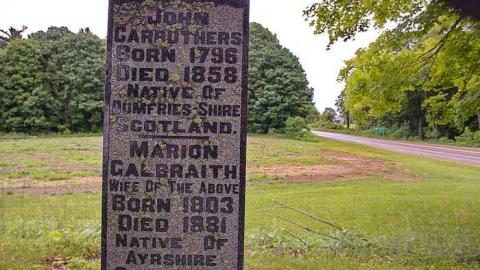 JOHN
CARRUTHERS
BORN 1796
DIED 1858
NATIVE OF
DUMFRIES-SHIRE
SCOTLAND.
MARION
GALBRAITH
WIFE OF THE ABOVE
BORN 1803
DIED 1881
NATIVE OF
AYRSHIRE